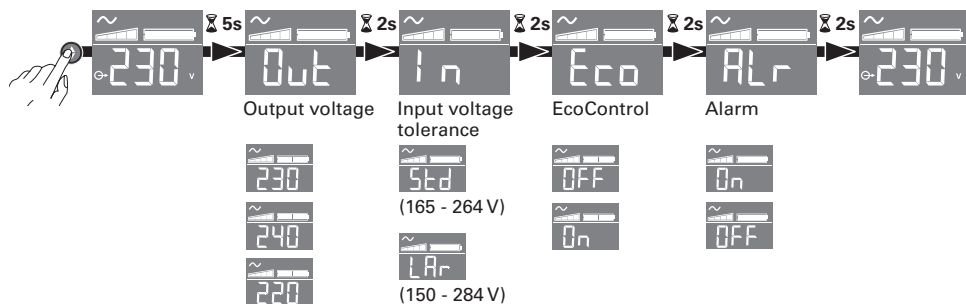 5s 2s 2s 2s 2s
230 v Out In Eco ALr 230 v
Output voltage Input voltage tolerance EcoControl Alarm
230 Std OFF On
(165 - 264 V)
240 On OFF
LAr
220 (150 - 284 V)